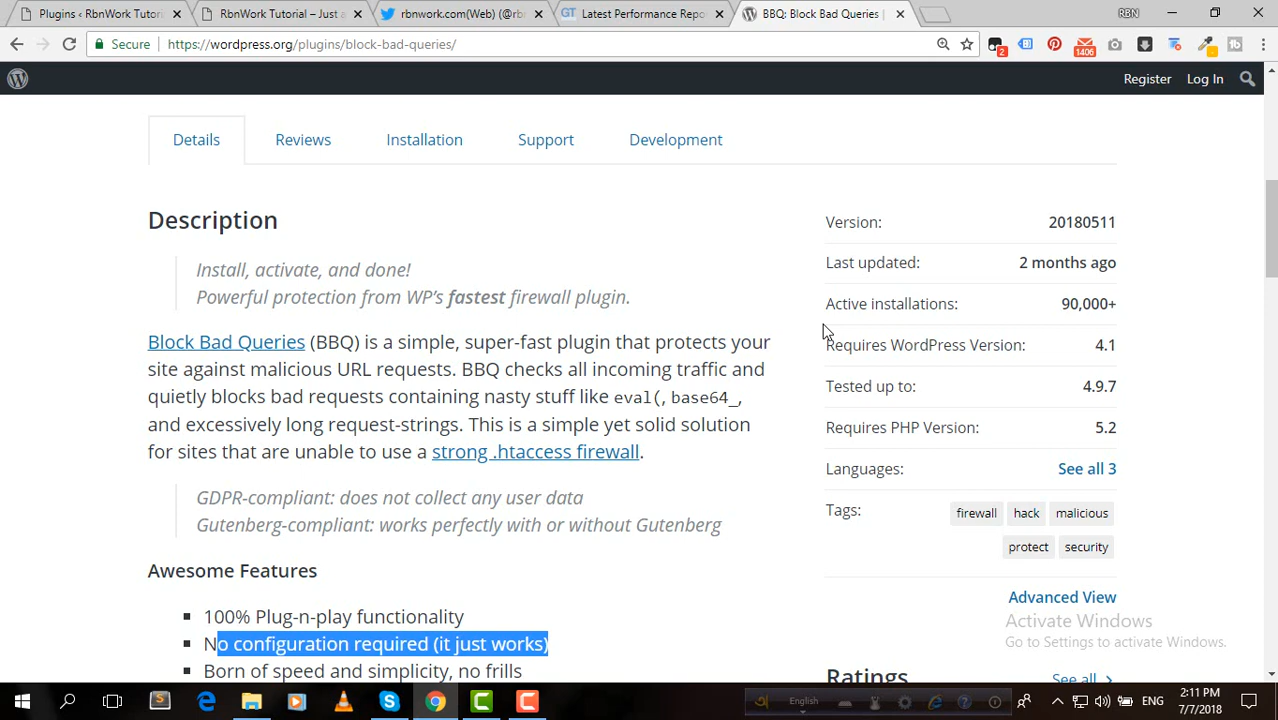 Plugins ‹ RbnWork Tutor
RbnWork Tutorial – Just a
rbnwork.com(Web) (@rb
GT Latest Performance Repo
BBQ: Block Bad Queries |
RBN
Secure
https://wordpress.org/plugins/block-bad-queries/
2
1406
Register
Log In
Details
Reviews
Installation
Support
Development
Description
Install, activate, and done!
Powerful protection from WP’s fastest firewall plugin.
Block Bad Queries (BBQ) is a simple, super-fast plugin that protects your
site against malicious URL requests. BBQ checks all incoming traffic and
quietly blocks bad requests containing nasty stuff like eval(, base64_,
and excessively long request-strings. This is a simple yet solid solution
for sites that are unable to use a strong .htaccess firewall.
GDPR-compliant: does not collect any user data
Gutenberg-compliant: works perfectly with or without Gutenberg
Awesome Features
100% Plug-n-play functionality
No configuration required (it just works)
Born of speed and simplicity, no frills
Version: 20180511
Last updated: 2 months ago
Active installations: 90,000+
Requires WordPress Version: 4.1
Tested up to: 4.9.7
Requires PHP Version: 5.2
Languages: See all 3
Tags: firewall hack malicious
protect security
Advanced View
Activate Windows
Go to Settings to activate Windows.
Ratings See all
English
ENG
2:11 PM
7/7/2018